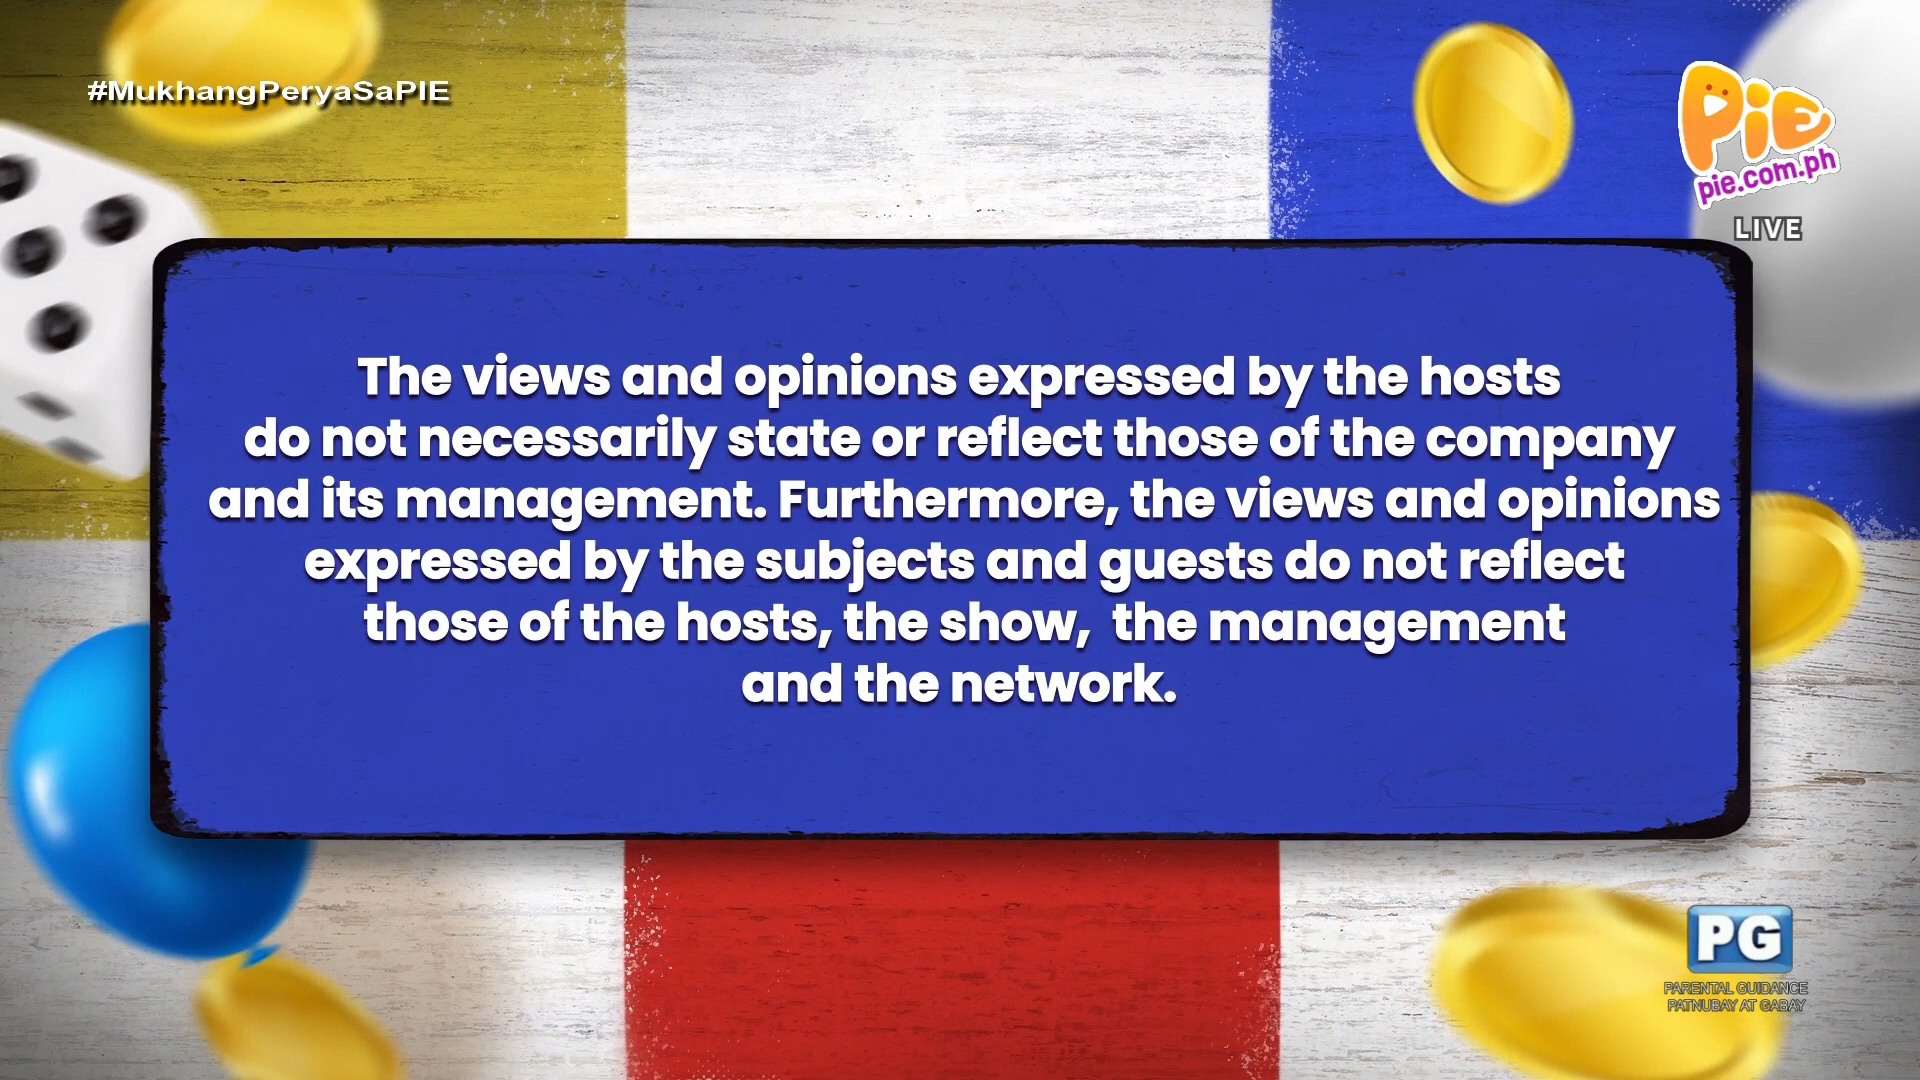 #MukhangPeryaSaPIE
PiE
pie.com.ph
LIVE
The views and opinions expressed by the hosts
do not necessarily state or reflect those of the company
and its management. Furthermore, the views and opinions
expressed by the subjects and guests do not reflect
those of the hosts, the show,  the management
and the network.
PG
PARENTAL GUIDANCE
PATNUBAY AT GABAY